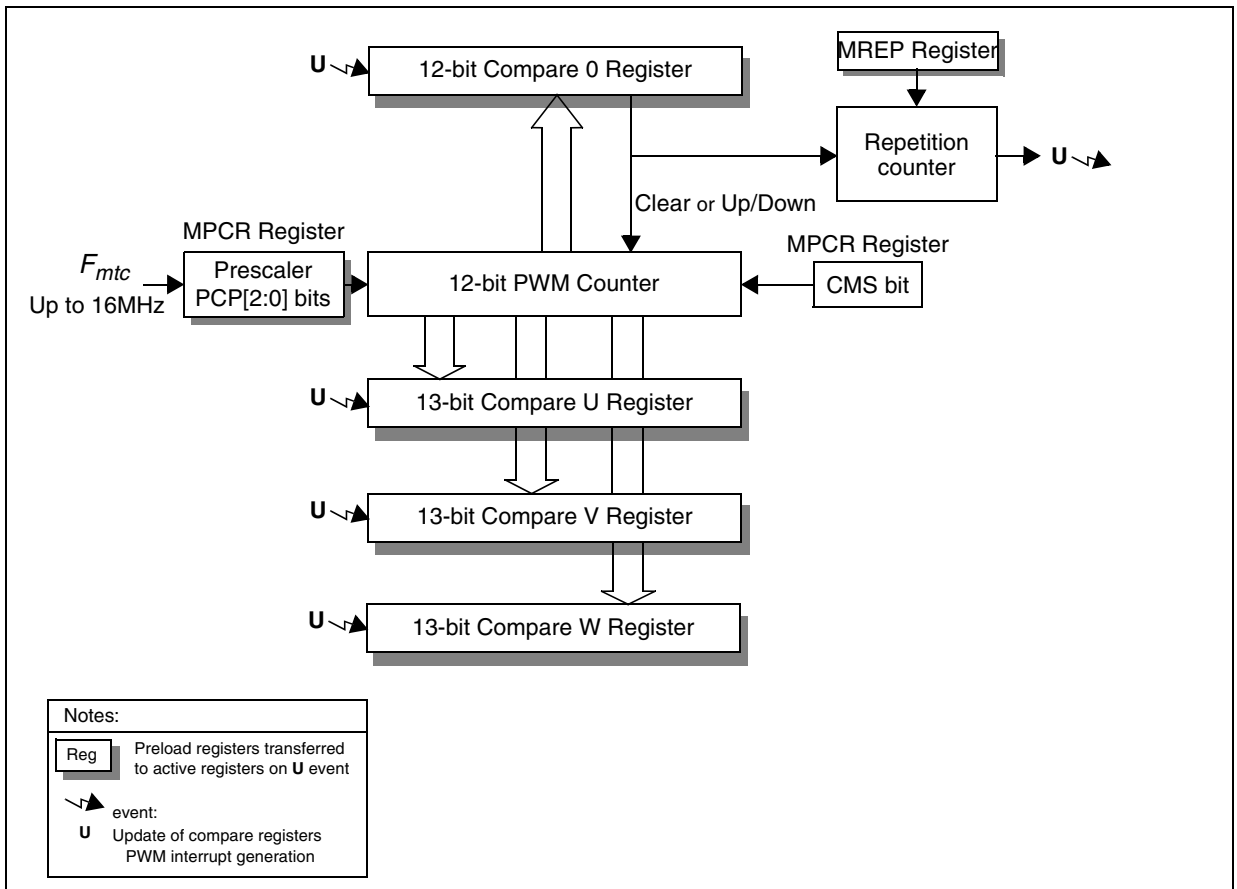 U
12-bit Compare 0 Register
MREP Register
Repetition
counter
U
Clear or Up/Down
MPCR Register
MPCR Register
Fmtc
Up to 16MHz
Prescaler
PCP[2:0] bits
12-bit PWM Counter
CMS bit
U
13-bit Compare U Register
U
13-bit Compare V Register
U
13-bit Compare W Register
Notes:
Reg
Preload registers transferred
to active registers on U event
event:
U Update of compare registers
PWM interrupt generation